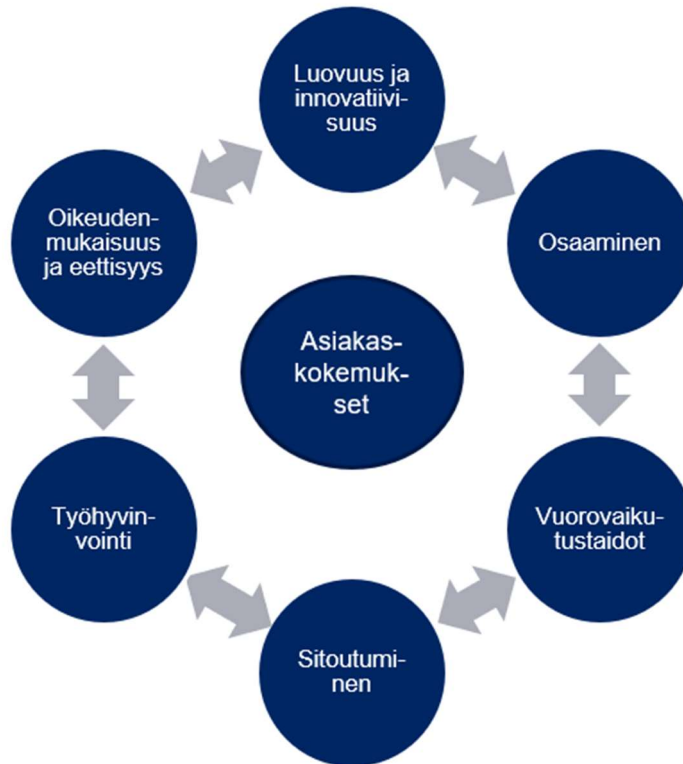 Luovuus ja
innovatiivi-
suus
Oikeuden-
mukaisuus
ja eettisyys
Osaaminen
Asiakas-
kokemuk-
set
Työhyvin-
vointi
Vuorovaiku-
tustaidot
Sitoutumi-
nen